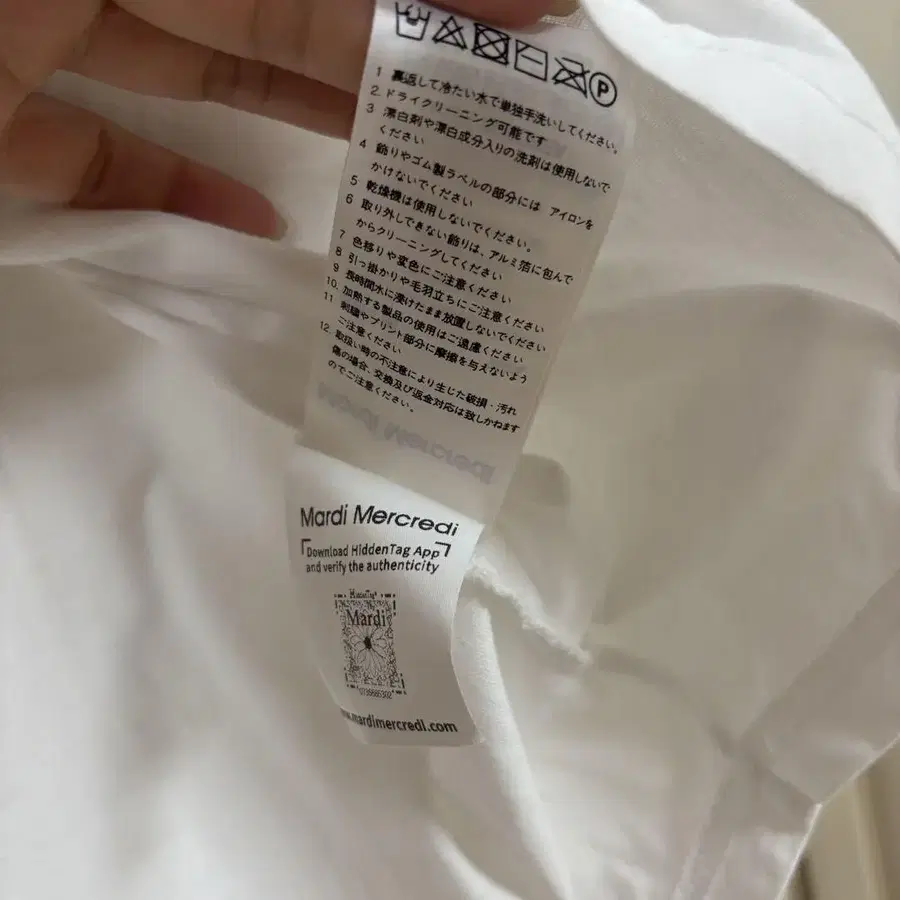 P
1 裏返して冷たい水で単独手洗いしてください。
2. ドライクリーニング可能です
3 漂白剤や漂白成分入りの洗剤は使用しないで
ください
4 飾りやゴム製ラベルの部分には アイロンを
かけないでください
5 乾燥機は使用しないでください。
6 取り外しできない飾りは、アルミ箔に包んで
からクリーニングしてください
7 色移りや変色にご注意ください
8 引っ掛かりや毛羽立ちにご注意ください
9 長時間水に浸けたまま放置しないでください
10. 加熱する製品の使用はご遠慮ください
11 刺繍やプリント部分に摩擦を与えないよう
ご注意ください
12. 取扱い時の不注意により生じた破損・汚れ
傷の場合、交換及び返金対応は致しかねます
のでご注意ください。
Mardi Mercredi
Download HiddenTag App
and verify the authenticity
HiddenTag
Mardi
.mardimercredi.com